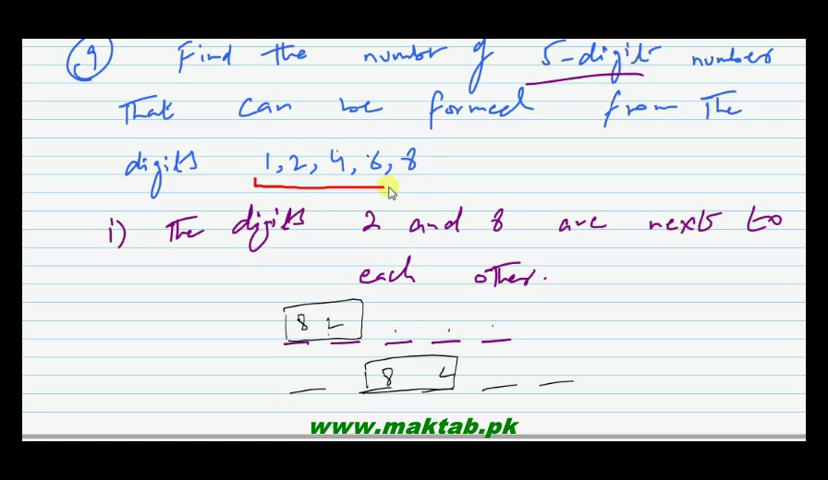 9 Find the number of 5-digit numbers
That can be formed from The
digits 1, 2, 4, 6, 8
i) The digits 2 and 8 are next to
each other.
8 2
8 4
www.maktab.pk